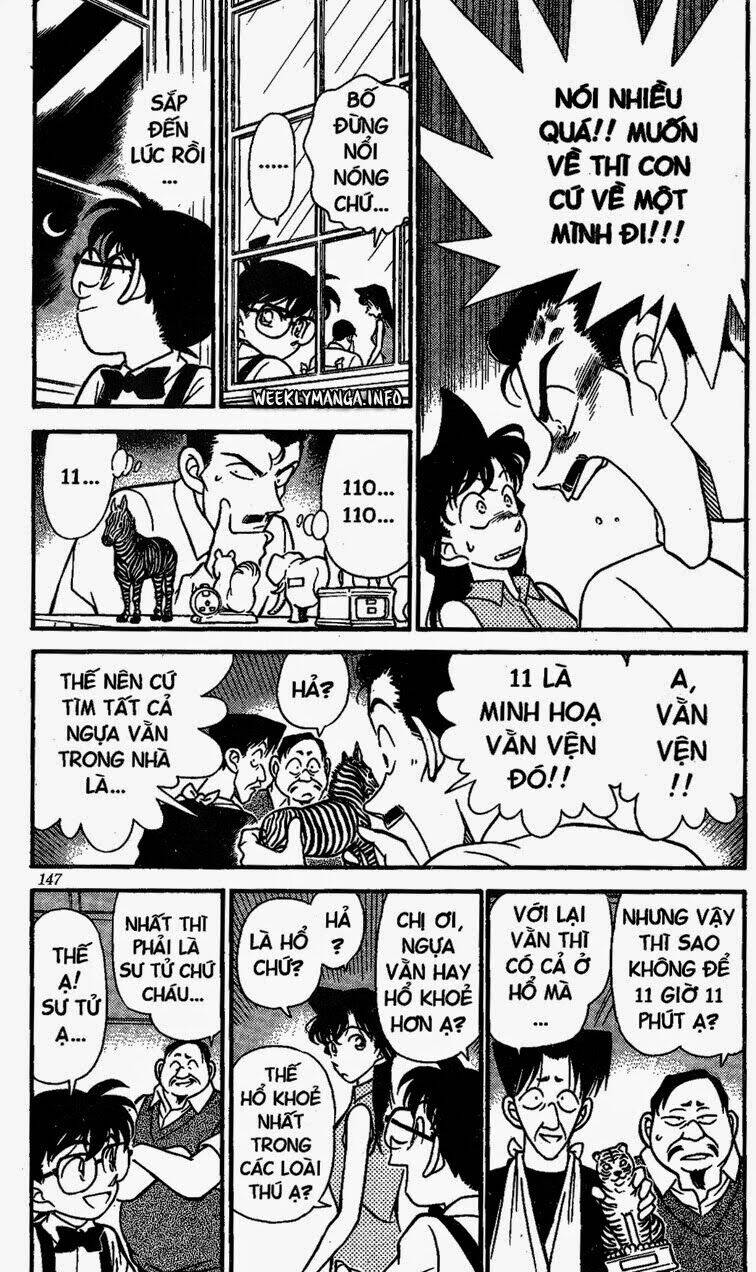 NÓI NHIỀU
QUÁ!! MUỐN
VỀ THÌ CON
CỨ VỀ MỘT
MÌNH ĐI!!!
BỐ
ĐỪNG
NỔI
NÓNG
CHỨ...
......
SẮP
ĐẾN
LÚC RỒI
...
WEEKLYMANGA.INFO
110...
110...
11...
A,
VẰN
VỆN
!!
11 LÀ
MINH HOẠ
VẰN VỆN
ĐÓ!!
HẢ?
THẾ NÊN CỨ
TÌM TẤT CẢ
NGỰA VẰN
TRONG NHÀ
LÀ...
147
NHƯNG VẬY
THÌ SAO
KHÔNG ĐỂ
11 GIỜ 11
PHÚT Ạ?
VỚI LẠI
VẰN THÌ
CÓ CẢ Ở
HỔ MÀ
...
CHỊ ƠI,
NGỰA
VẰN HAY
HỔ KHOẺ
HƠN Ạ?
HẢ
?
LÀ HỔ
CHỨ?
THẾ
HỔ KHOẺ
NHẤT
TRONG
CÁC LOÀI
THÚ Ạ?
NHẤT THÌ
PHẢI LÀ
SƯ TỬ CHỨ
CHÁU...
THẾ
Ạ!
SƯ TỬ
Ạ...